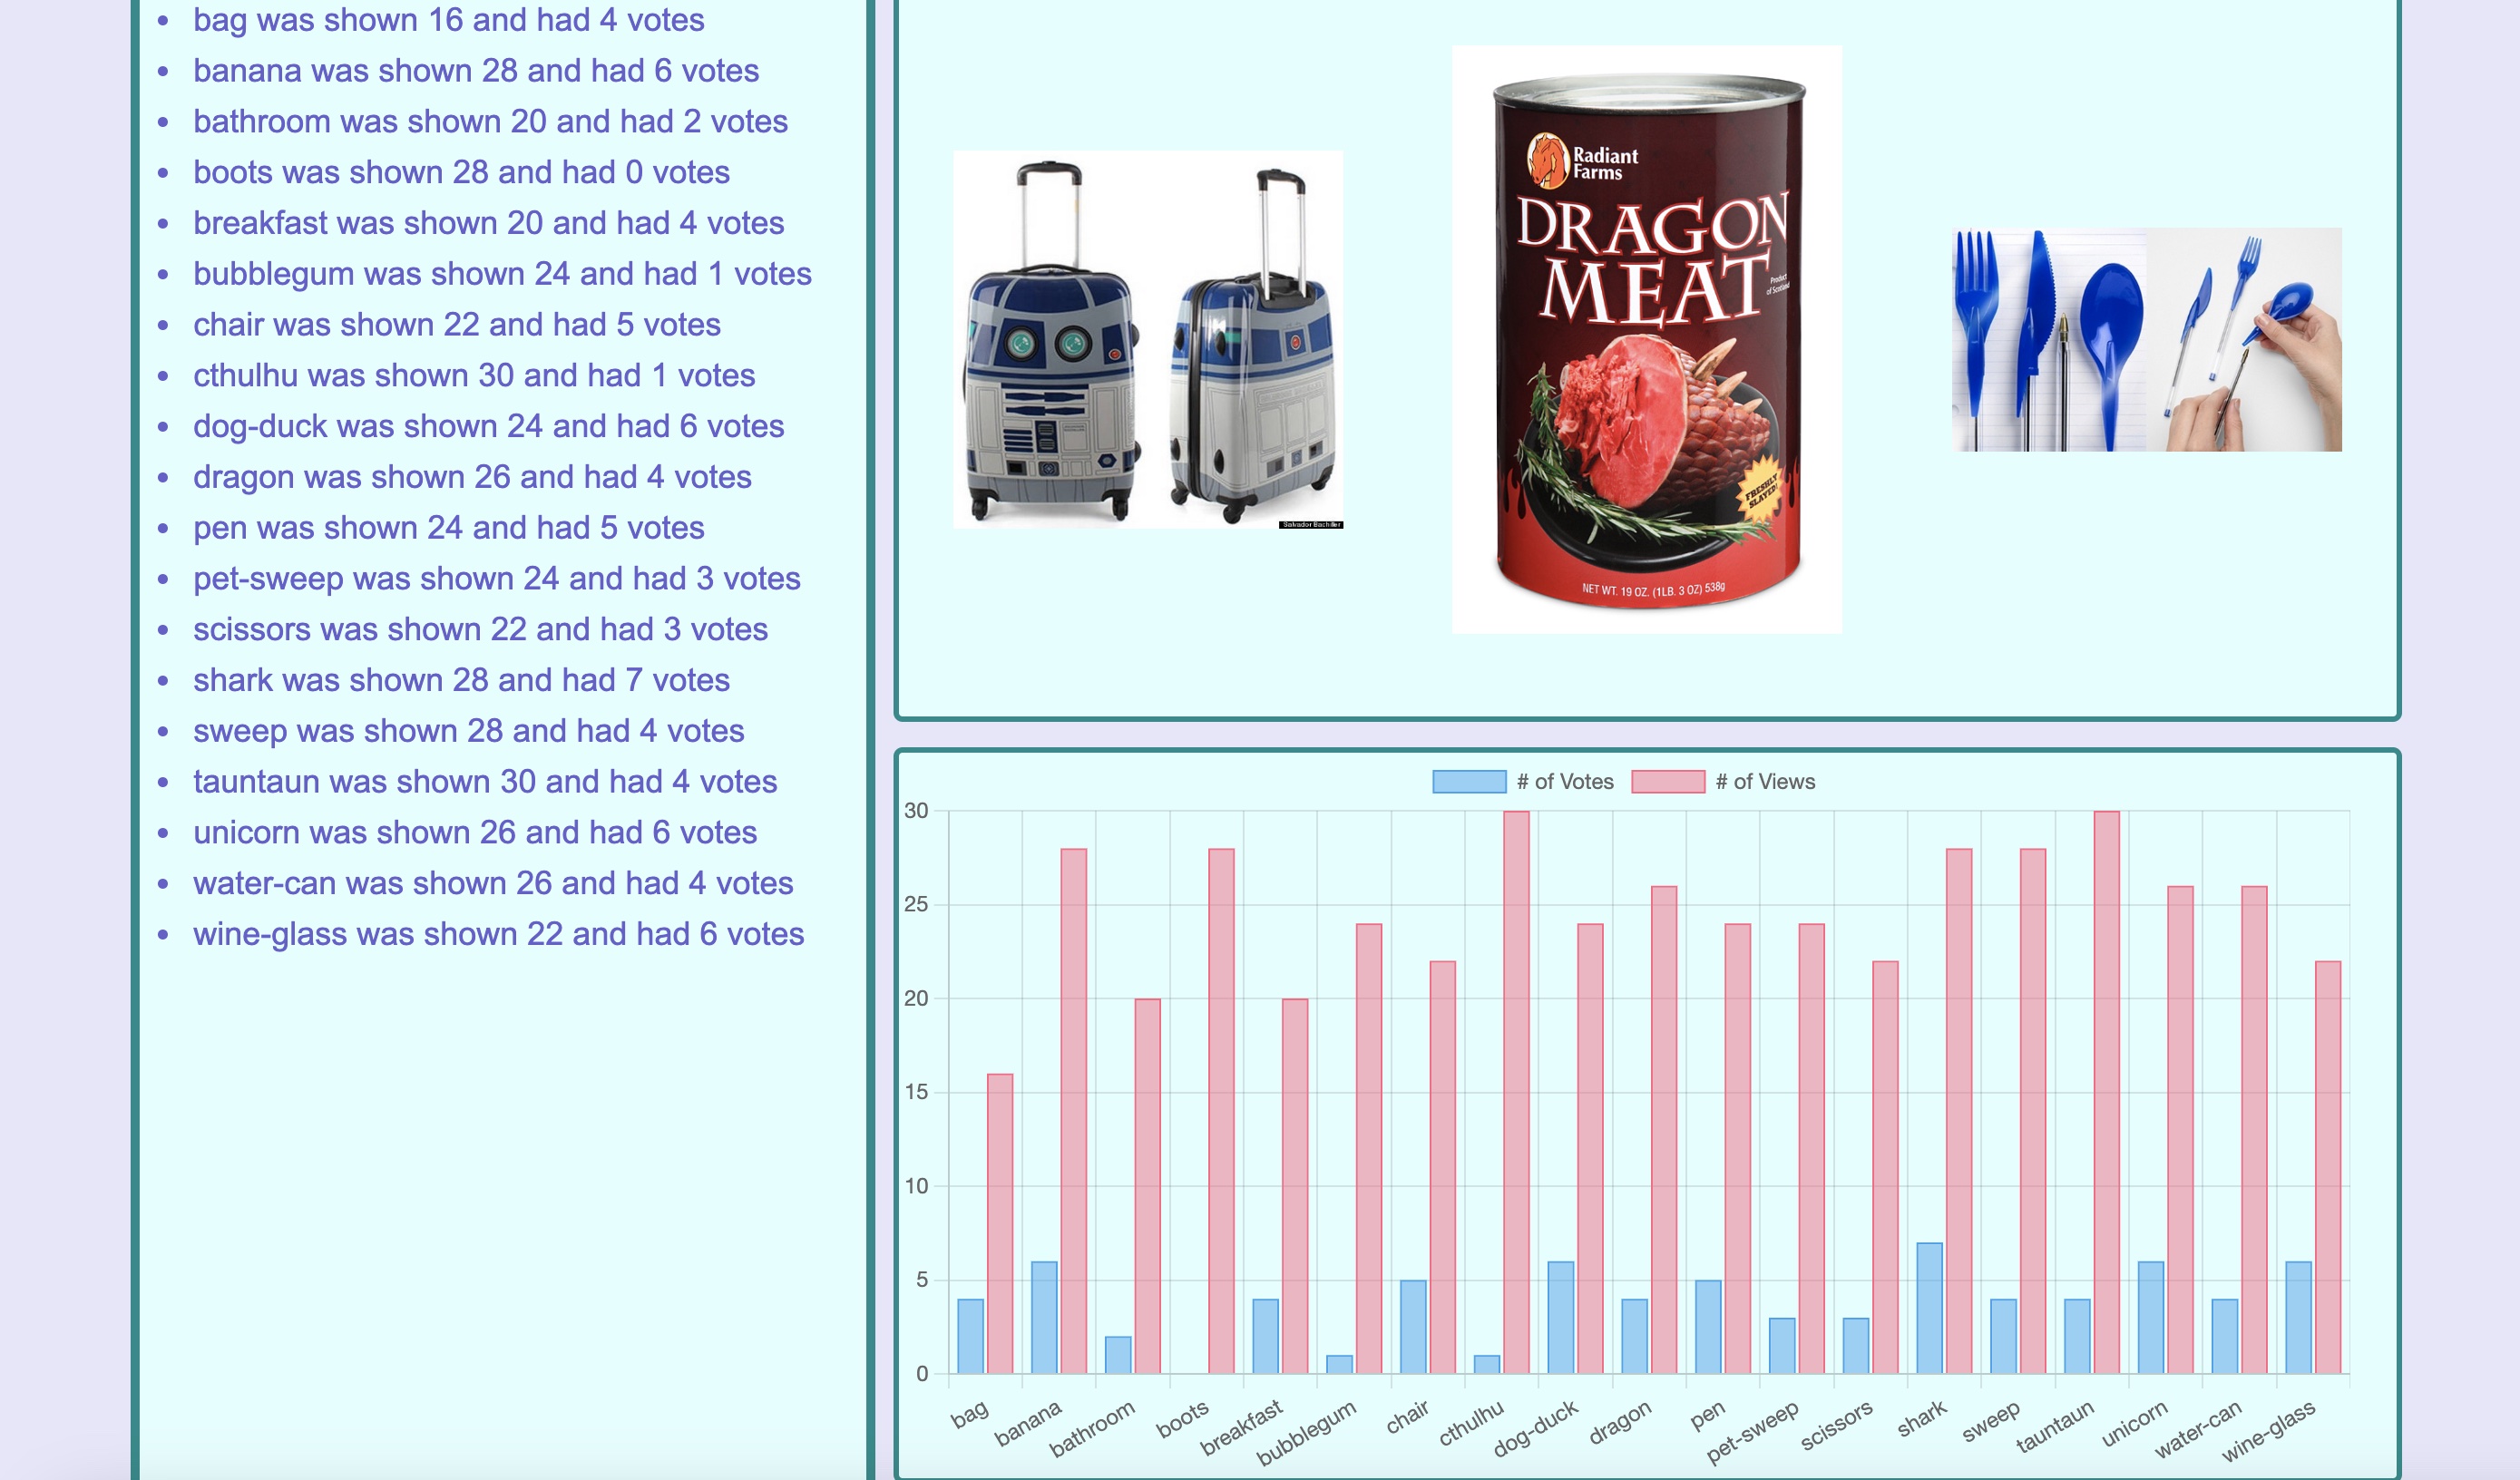 bag was shown 16 and had 4 votes
banana was shown 28 and had 6 votes
bathroom was shown 20 and had 2 votes
boots was shown 28 and had 0 votes
breakfast was shown 20 and had 4 votes
bubblegum was shown 24 and had 1 votes
chair was shown 22 and had 5 votes
cthulhu was shown 30 and had 1 votes
dog-duck was shown 24 and had 6 votes
dragon was shown 26 and had 4 votes
pen was shown 24 and had 5 votes
pet-sweep was shown 24 and had 3 votes
scissors was shown 22 and had 3 votes
shark was shown 28 and had 7 votes
sweep was shown 28 and had 4 votes
tauntaun was shown 30 and had 4 votes
unicorn was shown 26 and had 6 votes
water-can was shown 26 and had 4 votes
wine-glass was shown 22 and had 6 votes
Salvador Bachiller
Radiant
Farms
DRAGON
MEAT
Product
of Scotland
FRESHLY
SLAYED!
NET WT. 19 OZ. (1LB. 3 OZ) 538g
# of Votes # of Views
30
25
20
15
10
5
0
bag banana bathroom boots breakfast bubblegum chair cthulhu dog-duck dragon pen pet-sweep scissors shark sweep tauntaun unicorn water-can wine-glass